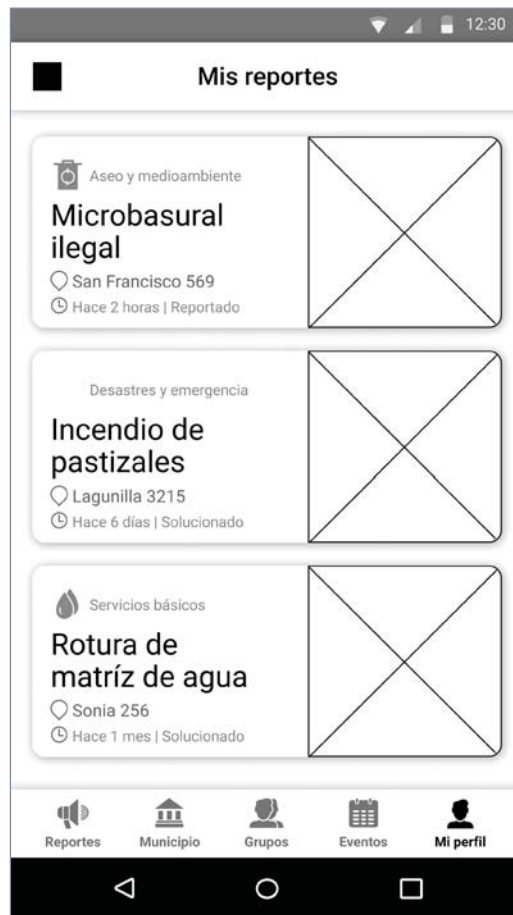 12:30
Mis reportes
Aseo y medioambiente
Microbasural
ilegal
San Francisco 569
Hace 2 horas | Reportado
Desastres y emergencia
Incendio de
pastizales
Lagunilla 3215
Hace 6 días | Solucionado
Servicios básicos
Rotura de
matríz de agua
Sonia 256
Hace 1 mes | Solucionado
Reportes Municipio Grupos Eventos Mi perfil